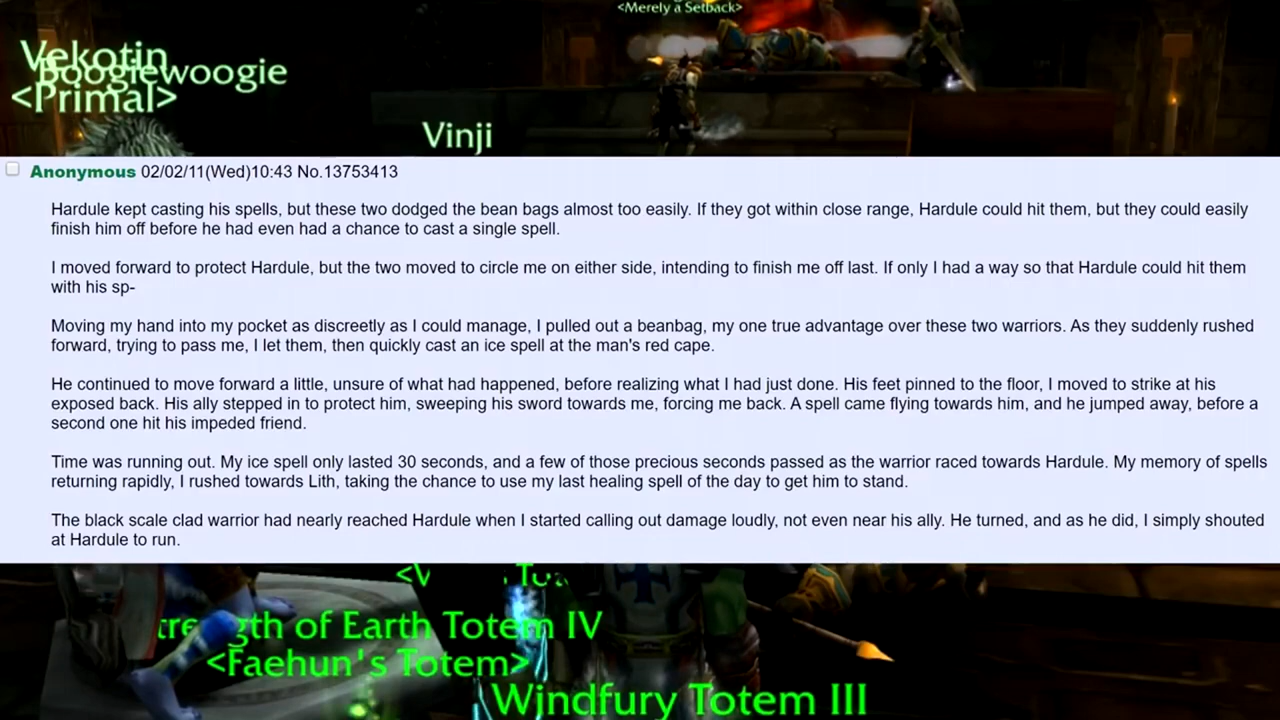 <Merely a Setback>
Vekotin
Boogiewoogie
<Primal>
Vinji
Anonymous 02/02/11(Wed)10:43 No.13753413
Hardule kept casting his spells, but these two dodged the bean bags almost too easily. If they got within close range, Hardule could hit them, but they could easily
finish him off before he had even had a chance to cast a single spell.
I moved forward to protect Hardule, but the two moved to circle me on either side, intending to finish me off last. If only I had a way so that Hardule could hit them
with his sp-
Moving my hand into my pocket as discreetly as I could manage, I pulled out a beanbag, my one true advantage over these two warriors. As they suddenly rushed
forward, trying to pass me, I let them, then quickly cast an ice spell at the man's red cape.
He continued to move forward a little, unsure of what had happened, before realizing what I had just done. His feet pinned to the floor, I moved to strike at his
exposed back. His ally stepped in to protect him, sweeping his sword towards me, forcing me back. A spell came flying towards him, and he jumped away, before a
second one hit his impeded friend.
Time was running out. My ice spell only lasted 30 seconds, and a few of those precious seconds passed as the warrior raced towards Hardule. My memory of spells
returning rapidly, I rushed towards Lith, taking the chance to use my last healing spell of the day to get him to stand.
The black scale clad warrior had nearly reached Hardule when I started calling out damage loudly, not even near his ally. He turned, and as he did, I simply shouted
at Hardule to run.
of Earth Totem IV
<Faehun's Totem>
Windfury Totem III